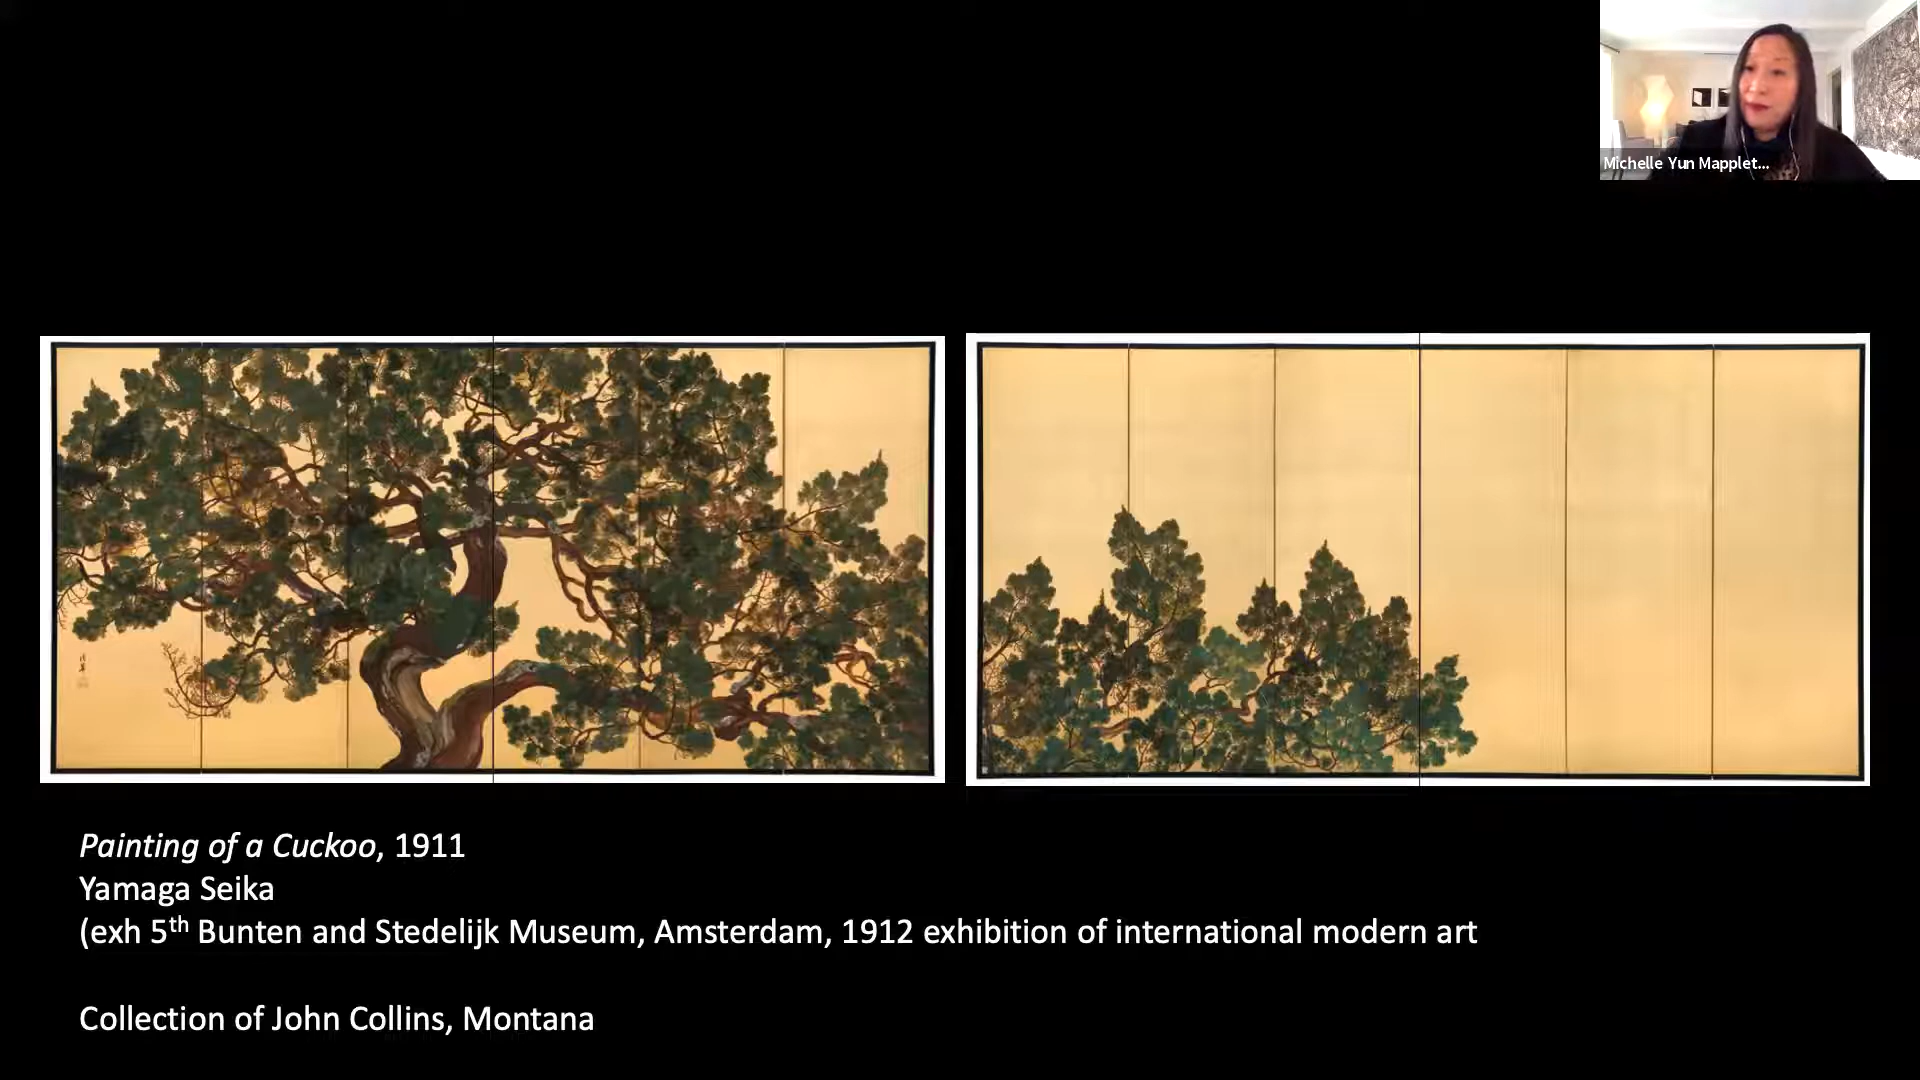 Michelle Yun Mapplet...
Painting of a Cuckoo, 1911
Yamaga Seika
(exh 5th Bunten and Stedelijk Museum, Amsterdam, 1912 exhibition of international modern art
Collection of John Collins, Montana